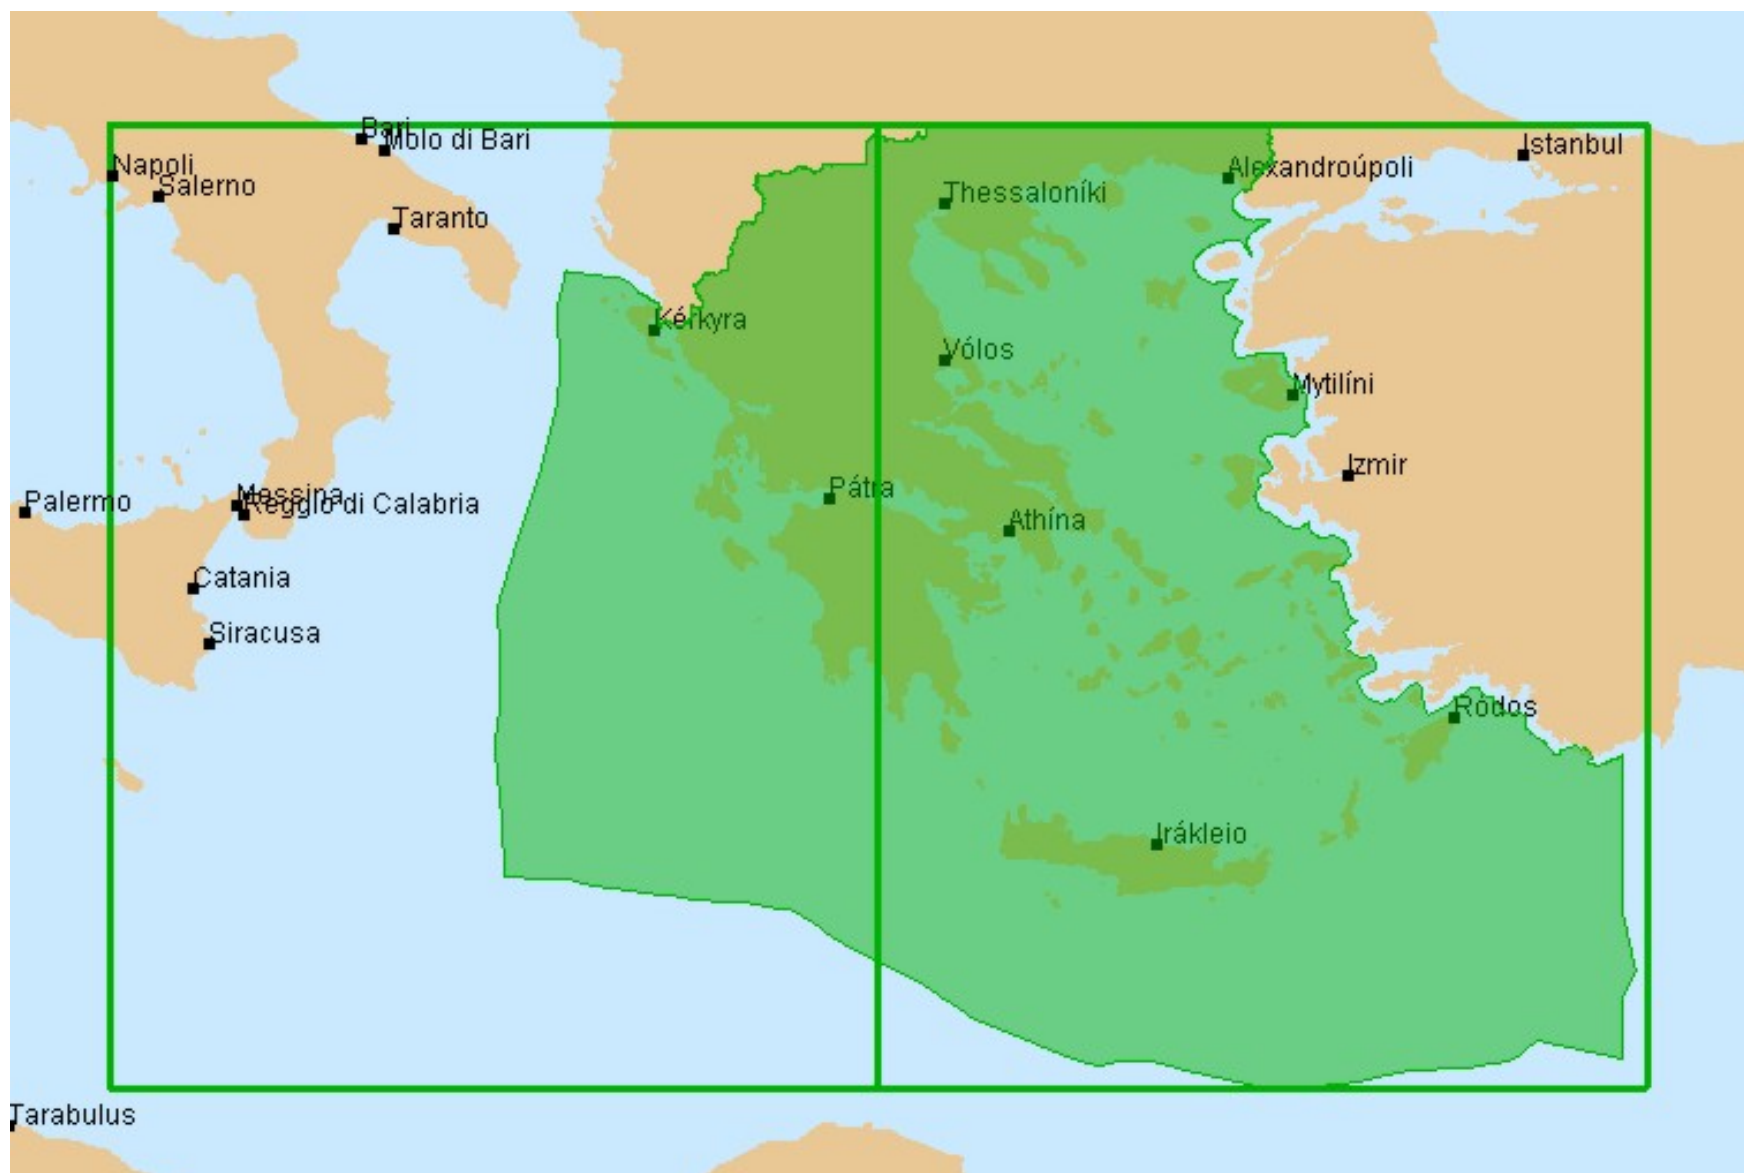 Bari
Molo di Bari
Istanbul
Napoli
Alexandroúpoli
Salerno
Thessaloníki
Taranto
Kérkyra
Vólos
Mytilíni
Izmir
Pátra
Messina
Palermo
Reggio di Calabria
Athína
Catania
Siracusa
Ródos
Irákleio
Tarabulus